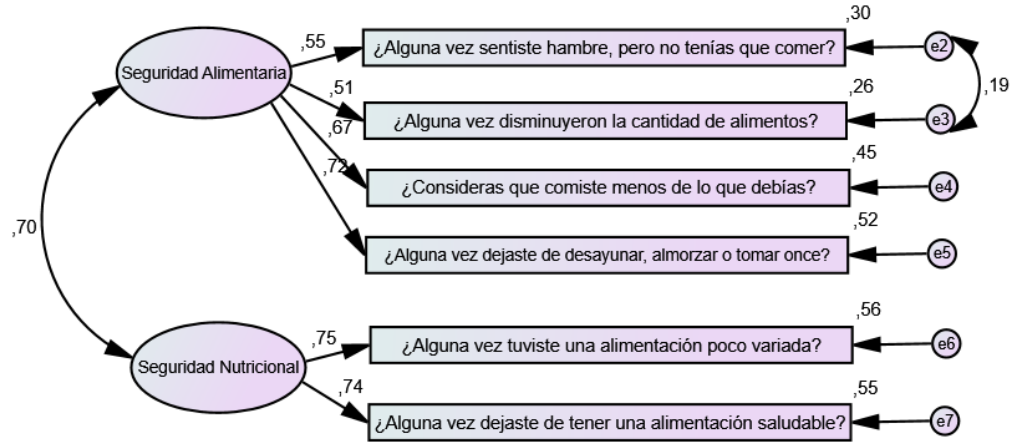 ,30
,55
¿Alguna vez sentiste hambre, pero no tenías que comer?
e2
Seguridad Alimentaria
,51
,26
,19
¿Alguna vez disminuyeron la cantidad de alimentos?
e3
,67
,45
,72
¿Consideras que comiste menos de lo que debías?
e4
,52
,70
¿Alguna vez dejaste de desayunar, almorzar o tomar once?
e5
,56
,75
¿Alguna vez tuviste una alimentación poco variada?
e6
Seguridad Nutricional
,74
,55
¿Alguna vez dejaste de tener una alimentación saludable?
e7